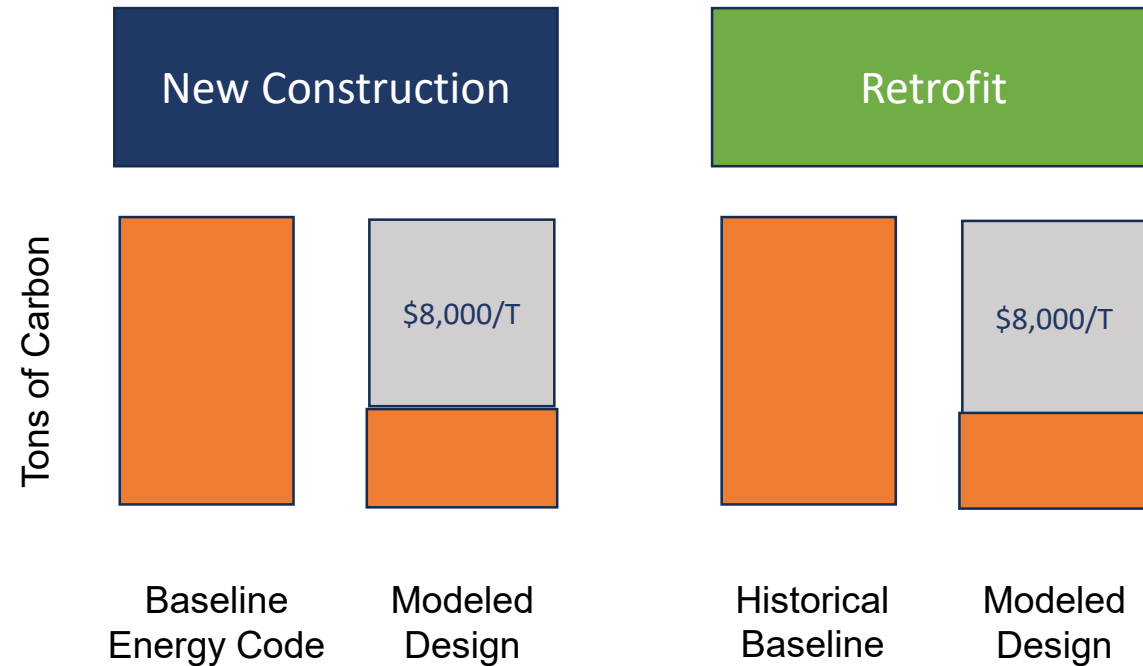 New Construction
Retrofit
Tons of Carbon
$8,000/T
$8,000/T
Baseline
Energy Code
Modeled
Design
Historical
Baseline
Modeled
Design